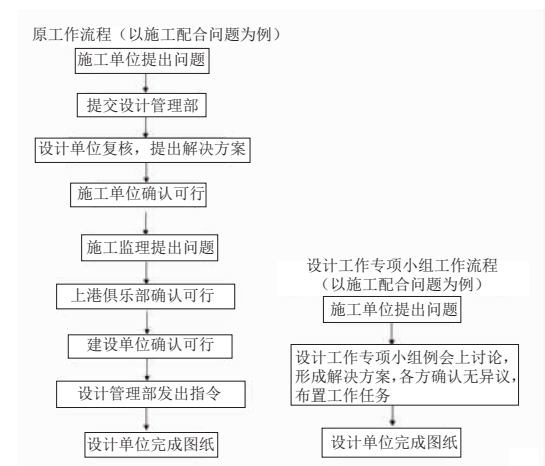 原工作流程（以施工配合问题为例）
施工单位提出问题
提交设计管理部
设计单位复核，提出解决方案
施工单位确认可行
施工监理提出问题
上港俱乐部确认可行
建设单位确认可行
设计管理部发出指令
设计单位完成图纸
设计工作专项小组工作流程
（以施工配合问题为例）
施工单位提出问题
设计工作专项小组例会上讨论，
形成解决方案，各方确认无异议，
布置工作任务
设计单位完成图纸